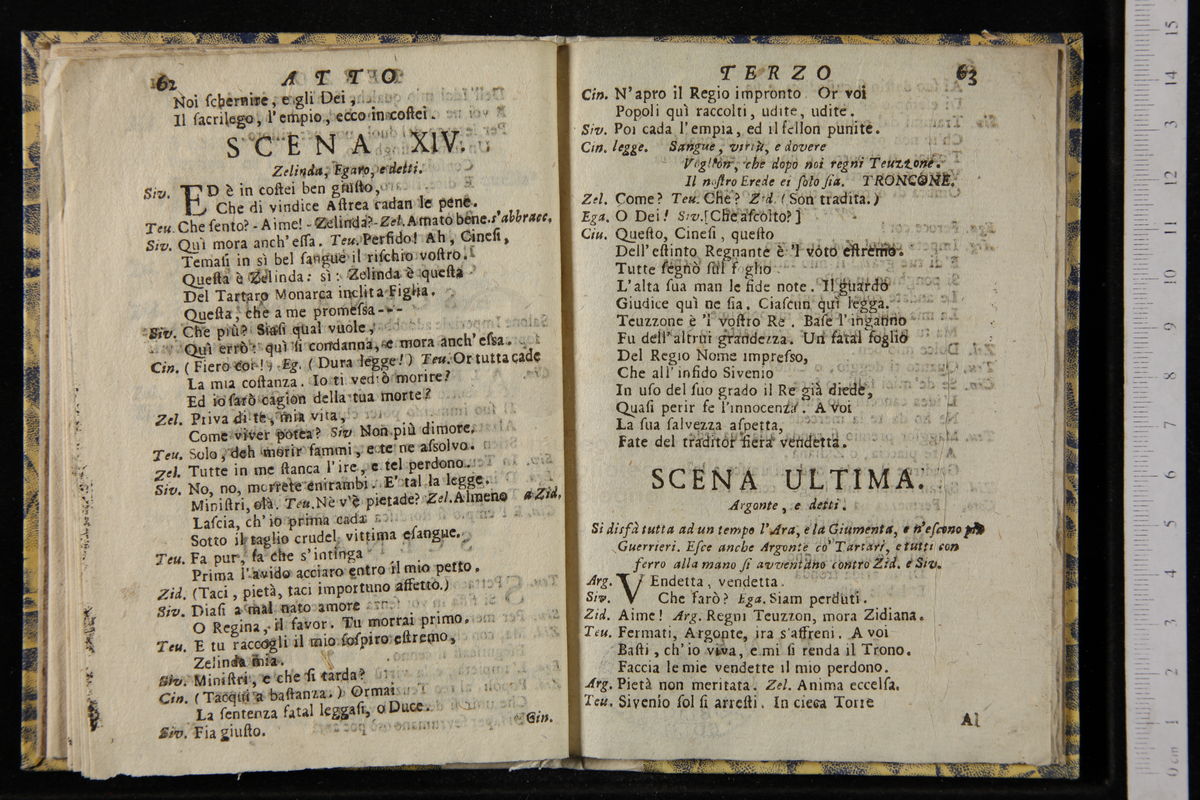 62 ATTO
Noi ſchernire, e gli Dei,
Il ſacrilego, l'empio, ecco in coſtei.
SCENA XIV.
Zelinda, Egaro, e detti.
Siv. ED è in coſtei ben giuſto,
Che di vindice Aſtrea cadan le pene.
Teu. Che ſento? - Aime! - Zelinda? - Zel. Amato bene. s'abbrace.
Siv. Quì mora anch'eſſa. Teu. Perfido! Ah, Cineſi,
Temaſi in sì bel ſangue il riſchio voſtro.
Queſta è Zelinda: sì: Zelinda è queſta
Del Tartaro Monarca inclita Figlia.
Queſta, che a me promeſſa - - -
Siv. Che più? Siaſi qual vuole,
Quì errò: quì ſi condanna, e mora anch'eſſa.
Cin. (Fiero cor!) Eg. (Dura legge!) Teu. Or tutta cade
La mia coſtanza. Io ti vedrò morire?
Ed io ſarò cagion della tua morte?
Zel. Priva di te, mia vita,
Come viver potea? Siv Non più dimore.
Teu. Solo, deh morir fammi, e te ne aſsolvo.
Zel. Tutte in me ſtanca l'ire, e tel perdono.
Siv. No, no, morrete entrambi. E' tal la legge.
Miniſtri, olà. Teu. Nè v'è pietade? Zel. Almeno a Zid.
Laſcia, ch'io prima cada
Sotto il taglio crudel vittima eſangue.
Teu. Fa pur, fa che s'intinga
Prima l'avido acciaro entro il mio petto.
Zid. (Taci, pietà, taci importuno affetto.)
Siv. Diaſi a mal nato amore
O Regina, il favor. Tu morrai primo.
Teu. E tu raccogli il mio ſoſpiro eſtremo,
Zelinda mia.
Siv. Miniſtri, e che ſi tarda?
Cin. (Tacqui a baſtanza.) Ormai
La ſentenza fatal leggaſi, o Duce.
Siv. Fia giuſto.
Cin.
TERZO 63
Cin. N'apro il Regio impronto Or voi
Popoli quì raccolti, udite, udite.
Siv. Poi cada l'empia, ed il fellon punite.
Cin. legge. Sangue, virtù, e dovere
Voglion, che dopo noi regni Teuzzone.
Il noſtro Erede ei ſolo ſia. TRONCONE.
Zel. Come? Teu. Che? Zid. (Son tradita.)
Ega. O Dei! Siv. [Che aſcolto?]
Ciu. Queſto, Cineſi, queſto
Dell'eſtinto Regnante è 'l voto eſtremo.
Tutte ſegnò ſul f glio
L'alta ſua man le fide note. Il guardo
Giudice quì ne ſia. Ciaſcun quì legga.
Teuzzone è 'l voſtro Re. Baſe l'inganno
Fu dell'altrui grandezza. Un fatal foglio
Del Regio Nome impreſso,
Che all'infido Sivenio
In uſo del ſuo grado il Re già diede,
Quaſi perir fe l'innocenza. A voi
La ſua ſalvezza aſpetta,
Fate del traditor fiera vendetta.
SCENA ULTIMA.
Argonte, e detti.
Si disfà tutta ad un tempo l'Ara, e la Giumenta, e n'eſcono più
Guerrieri. Eſce anche Argonte co' Tartari, e tutti con
ferro alla mano ſi avventano contro Zid. e Siv.
Arg. VEndetta, vendetta.
Siv. Che farò? Ega. Siam perduti.
Zid. Aime! Arg. Regni Teuzzon, mora Zidiana.
Teu. Fermati, Argonte, ira s'affreni. A voi
Baſti, ch'io viva, e mi ſi renda il Trono.
Faccia le mie vendette il mio perdono.
Arg. Pietà non meritata. Zel. Anima eccelſa.
Teu. Sivenio ſol ſi arreſti. In cieca Torre
Al